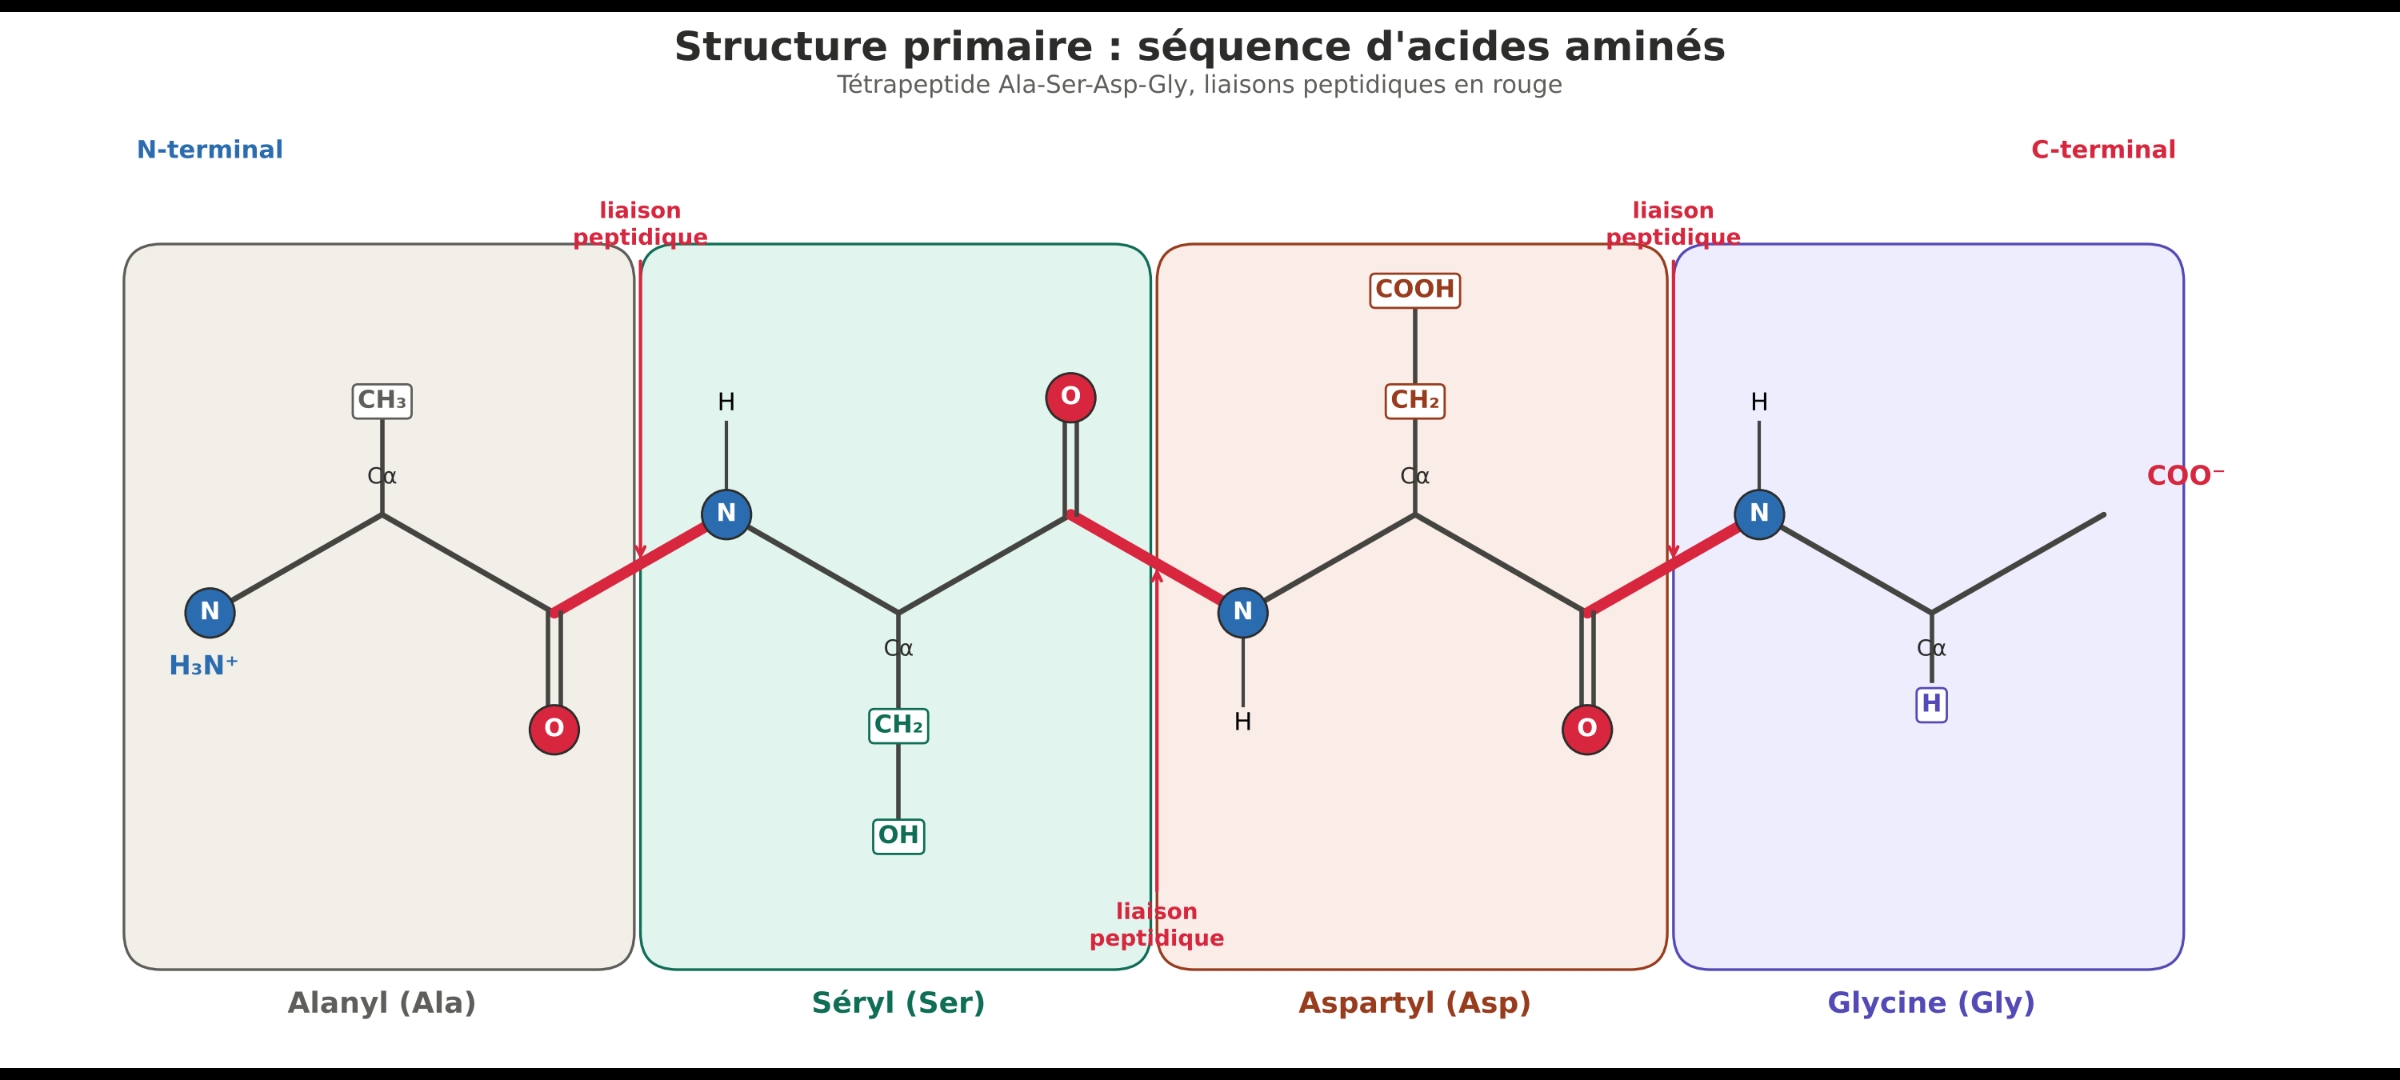 Structure primaire : séquence d'acides aminés
Tétrapeptide Ala-Ser-Asp-Gly, liaisons peptidiques en rouge
N-terminal
C-terminal
liaison
peptidique
liaison
peptidique
COOH
CH₃
H
O
CH₂
H
Cα
Cα
COO⁻
N
N
N
N
H₃N⁺
Cα
Cα
H
O
CH₂
H
O
OH
liaison
peptidique
Alanyl (Ala)
Séryl (Ser)
Aspartyl (Asp)
Glycine (Gly)